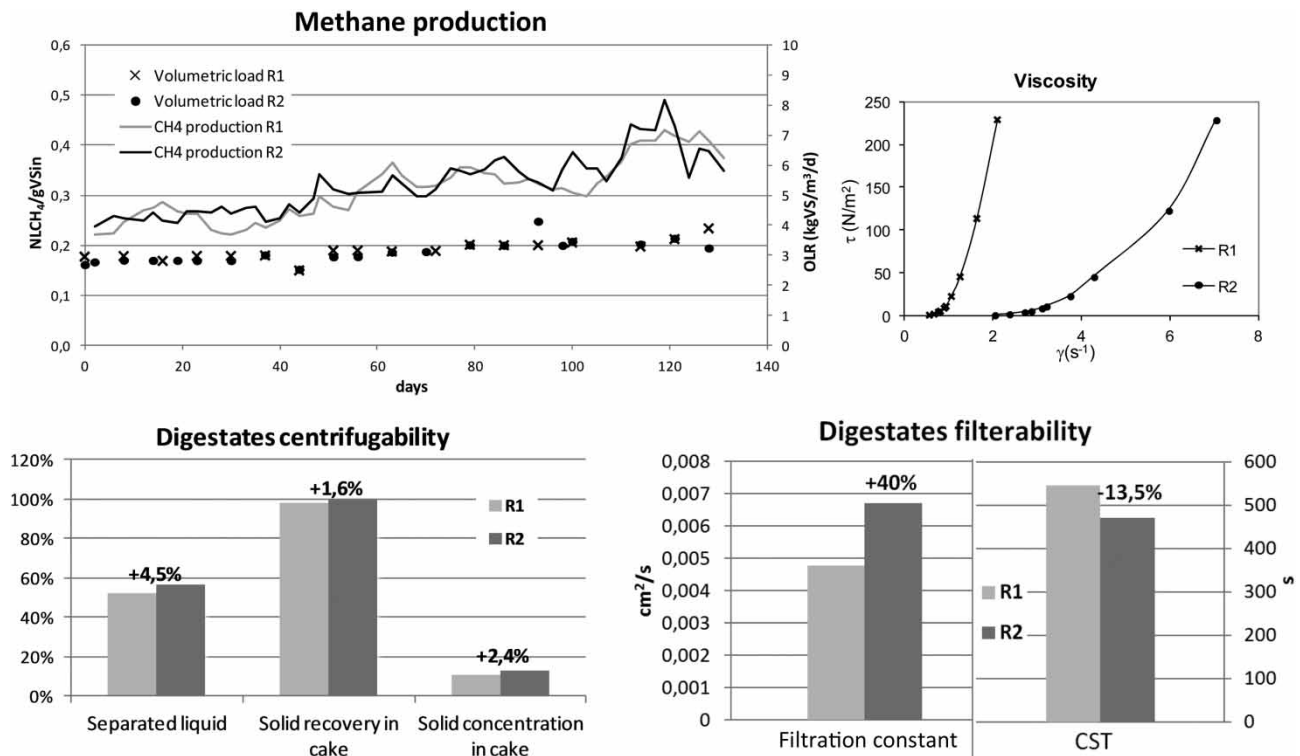 Methane production
0,6
0,5
0,4
0,3
0,2
0,1
0,0
NLCH₄/gVSin
Volumetric load R1
Volumetric load R2
CH4 production R1
CH4 production R2
10
9
8
7
6
5
4
3
2
1
0
OLR (kgVS/m³/d)
0 20 40 60 80 100 120 140
days
Viscosity
250
200
150
100
50
0
τ (N/m²)
R1
R2
0 2 4 6 8
γ(s⁻¹)
Digestates centrifugability
120%
100%
80%
60%
40%
20%
0%
+4,5%
+1,6%
+2,4%
R1
R2
Separated liquid
Solid recovery in
cake
Solid concentration
in cake
Digestates filterability
0,008
0,007
0,006
0,005
0,004
0,003
0,002
0,001
0
cm²/s
+40%
-13,5%
R1
R2
600
500
400
300
200
100
0
s
Filtration constant
CST